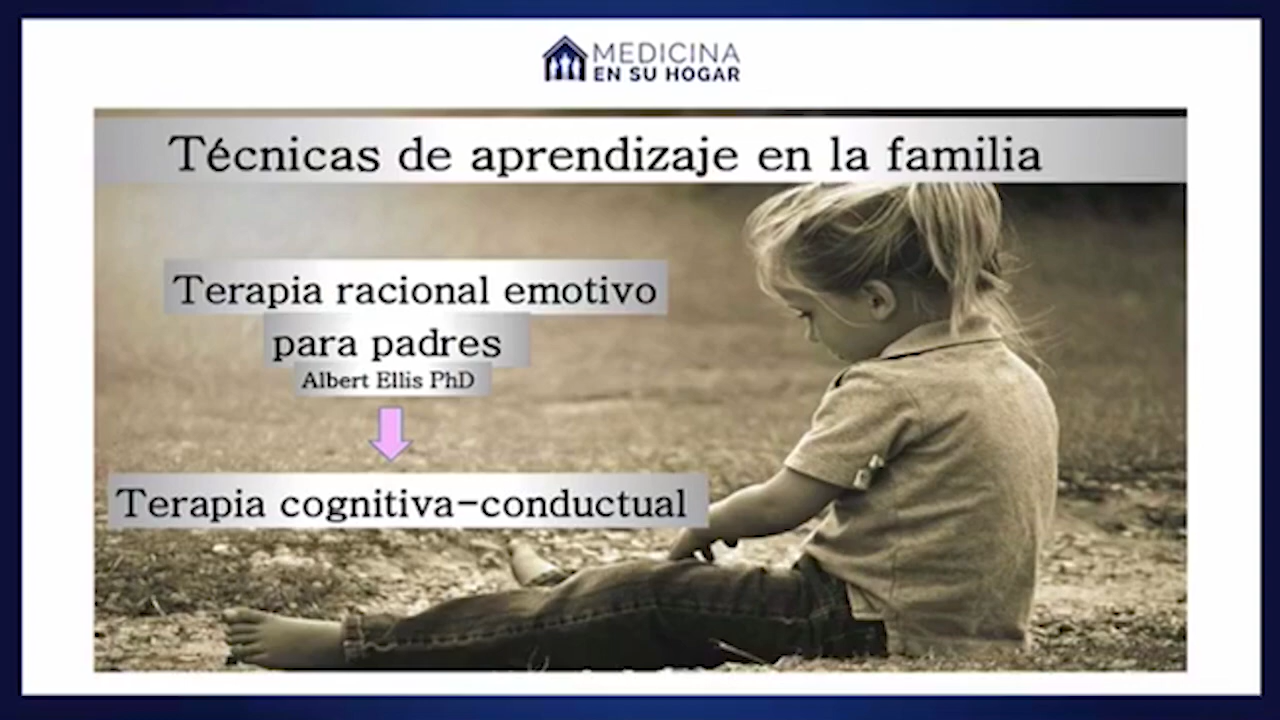 MEDICINA
EN SU HOGAR
Técnicas de aprendizaje en la familia
Terapia racional emotivo
para padres
Albert Ellis PhD
Terapia cognitiva-conductual